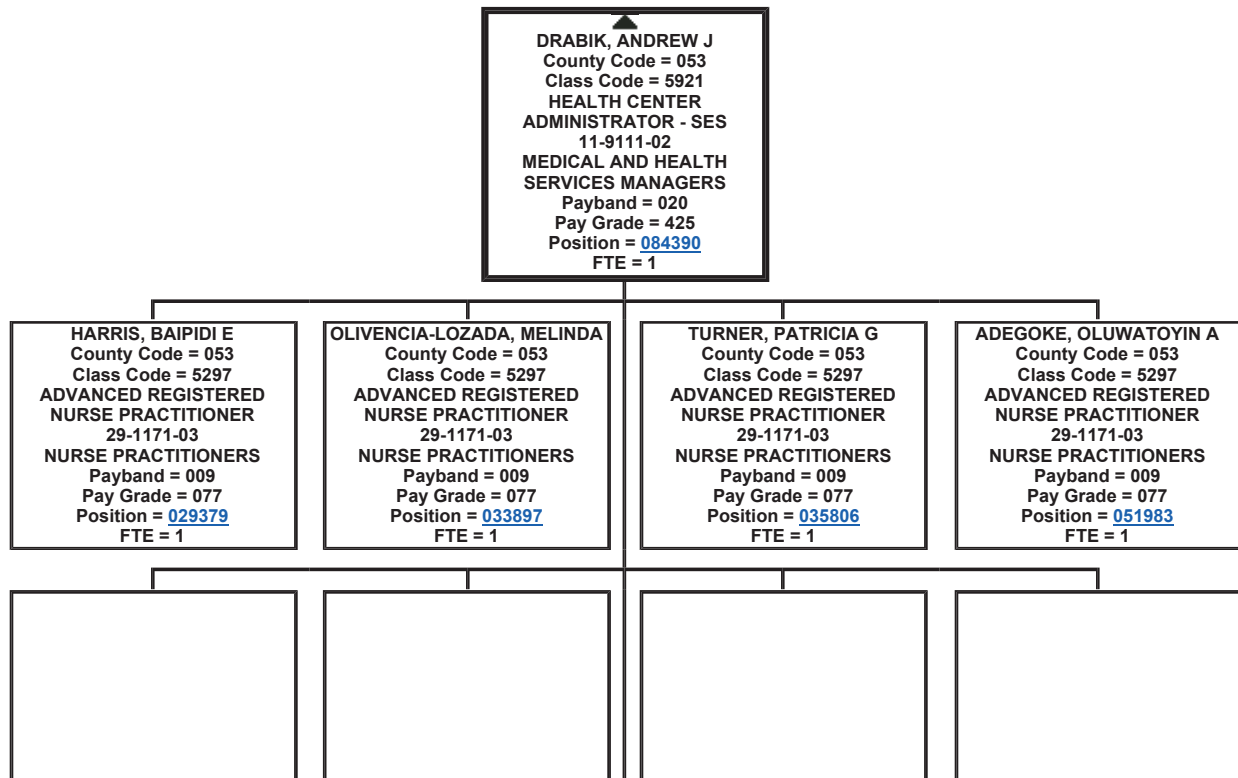 DRABIK, ANDREW J
County Code = 053
Class Code = 5921
HEALTH CENTER
ADMINISTRATOR - SES
11-9111-02
MEDICAL AND HEALTH
SERVICES MANAGERS
Payband = 020
Pay Grade = 425
Position = 084390
FTE = 1
HARRIS, BAIPIDI E
County Code = 053
Class Code = 5297
ADVANCED REGISTERED
NURSE PRACTITIONER
29-1171-03
NURSE PRACTITIONERS
Payband = 009
Pay Grade = 077
Position = 029379
FTE = 1
OLIVENCIA-LOZADA, MELINDA
County Code = 053
Class Code = 5297
ADVANCED REGISTERED
NURSE PRACTITIONER
29-1171-03
NURSE PRACTITIONERS
Payband = 009
Pay Grade = 077
Position = 033897
FTE = 1
TURNER, PATRICIA G
County Code = 053
Class Code = 5297
ADVANCED REGISTERED
NURSE PRACTITIONER
29-1171-03
NURSE PRACTITIONERS
Payband = 009
Pay Grade = 077
Position = 035806
FTE = 1
ADEGOKE, OLUWATOYIN A
County Code = 053
Class Code = 5297
ADVANCED REGISTERED
NURSE PRACTITIONER
29-1171-03
NURSE PRACTITIONERS
Payband = 009
Pay Grade = 077
Position = 051983
FTE = 1